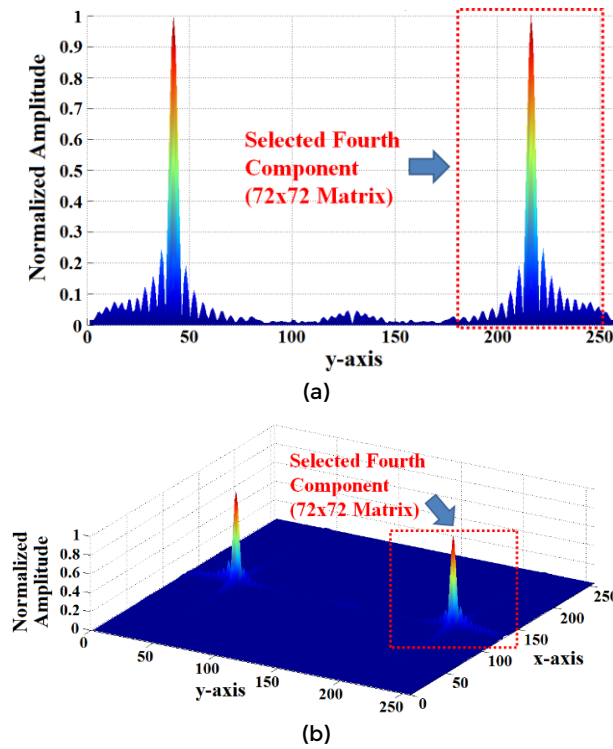 1
0.9
0.8
0.7
0.6
0.5
0.4
0.3
0.2
0.1
0
Normalized Amplitude
Selected Fourth
Component
(72x72 Matrix)
0 50 100 150 200 250
y-axis
(a)
Selected Fourth
Component
(72x72 Matrix)
Normalized
Amplitude
1
0.8
0.6
0.4
0.2
0
0 50 100 150 200 250
y-axis
0 50 100 150 200 250
x-axis
(b)